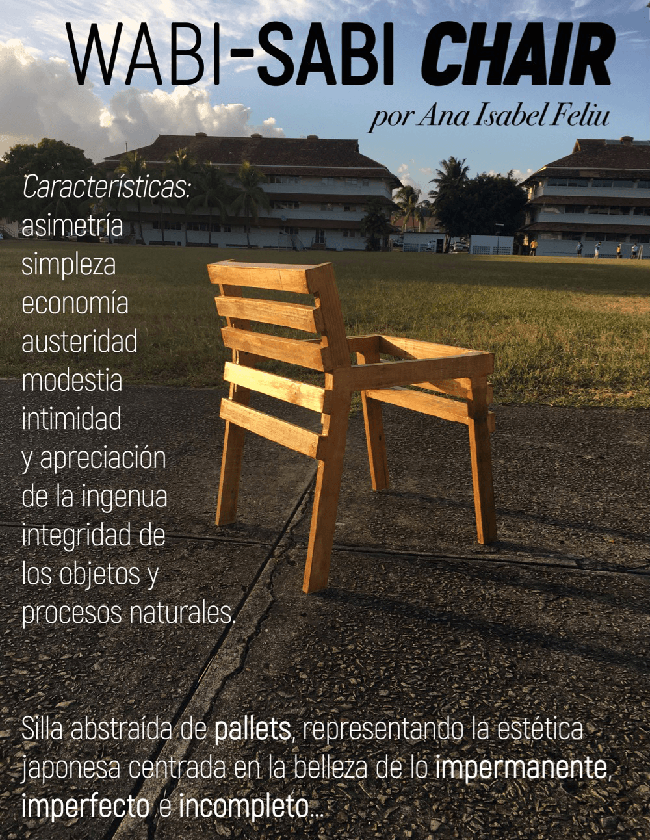 WABI-SABI CHAIR
por Ana Isabel Feliu
Características:
asimetría
simpleza
economía
austeridad
modestia
intimidad
y apreciación
de la ingenua
integridad de
los objetos y
procesos naturales.
Silla abstraída de pallets, representando la estética
japonesa centrada en la belleza de lo impermanente,
imperfecto e incompleto...